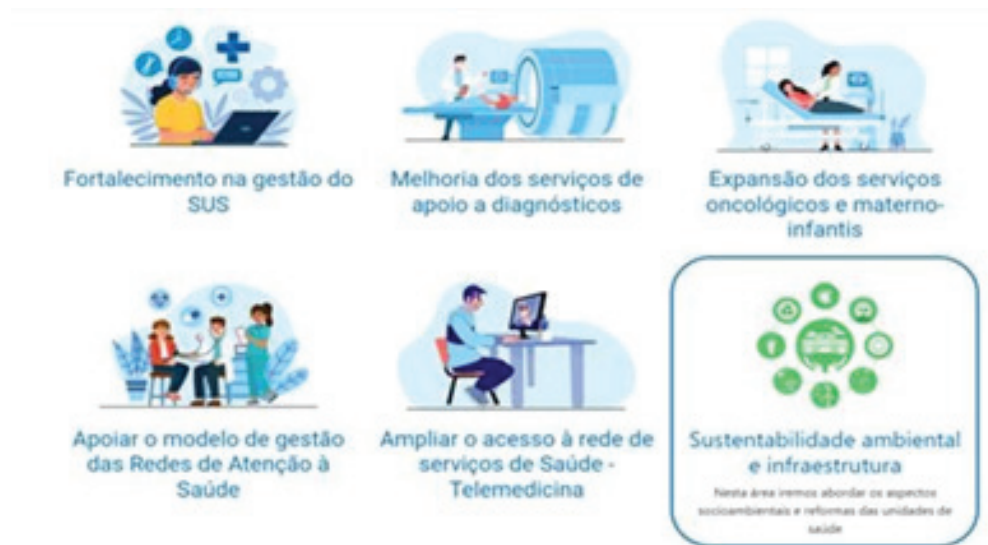 Fortalecimento na gestão do
SUS
Melhoria dos serviços de
apoio a diagnósticos
Expansão dos serviços
oncológicos e materno-
infantis
Apoiar o modelo de gestão
das Redes de Atenção à
Saúde
Ampliar o acesso à rede de
serviços de Saúde -
Telemedicina
Sustentabilidade ambiental
e infraestrutura
Nesta área iremos abordar os aspectos
socioambientais e reformas das unidades de
saúde